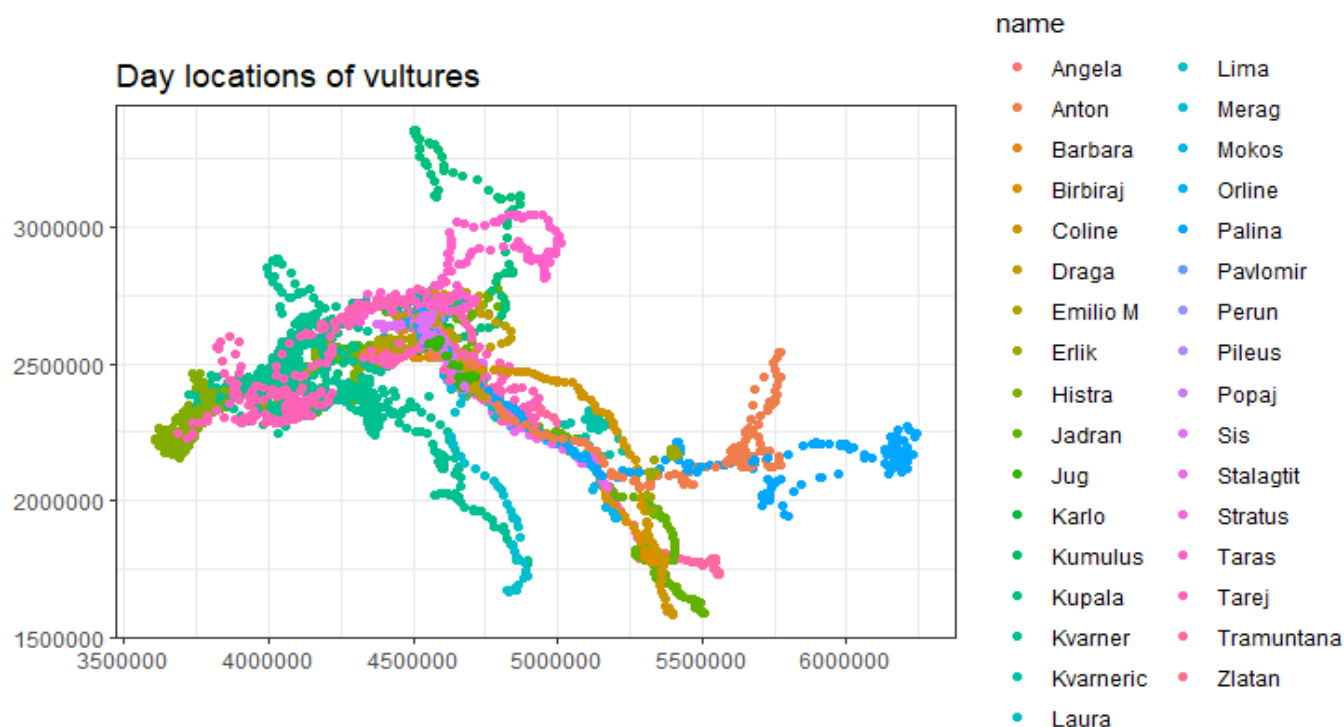 Day locations of vultures
3000000
2500000
2000000
1500000
3500000 4000000 4500000 5000000 5500000 6000000
name
Angela
Anton
Barbara
Birbiraj
Coline
Draga
Emilio M
Erlik
Histra
Jadran
Jug
Karlo
Kumulus
Kupala
Kvarner
Kvarneric
Laura
Lima
Merag
Mokos
Orline
Palina
Pavlomir
Perun
Pileus
Popaj
Sis
Stalagtit
Stratus
Taras
Tarej
Tramuntana
Zlatan